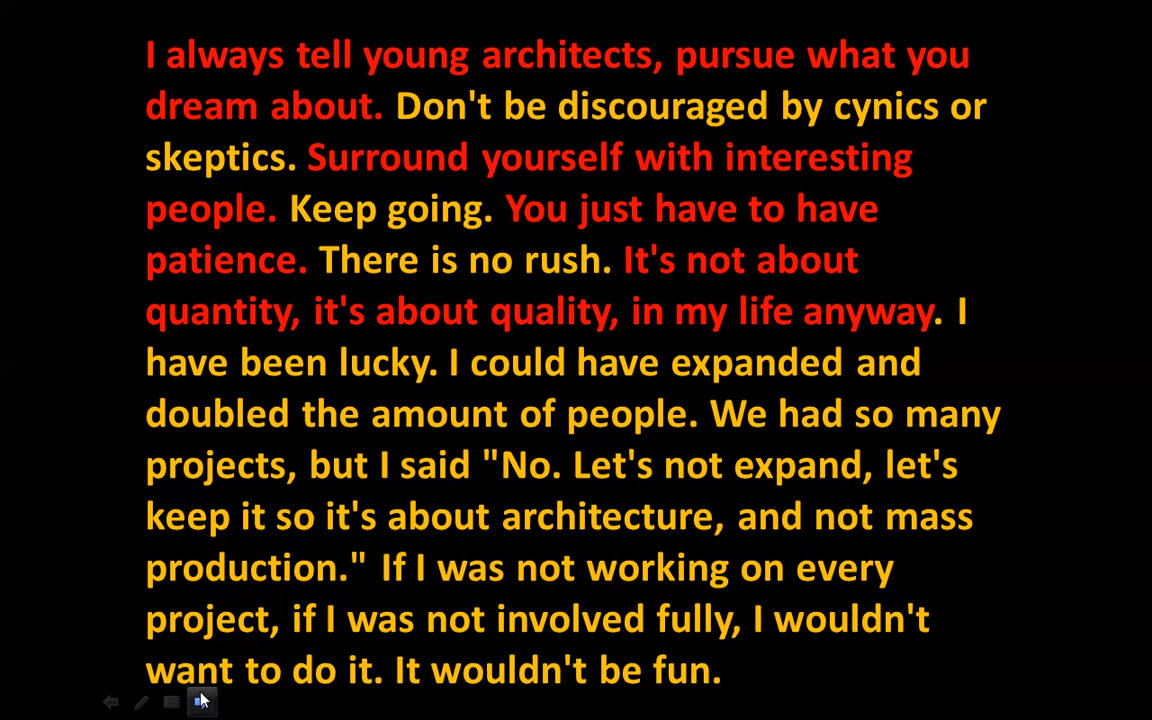 I always tell young architects, pursue what you
dream about. Don't be discouraged by cynics or
skeptics. Surround yourself with interesting
people. Keep going. You just have to have
patience. There is no rush. It's not about
quantity, it's about quality, in my life anyway. I
have been lucky. I could have expanded and
doubled the amount of people. We had so many
projects, but I said "No. Let's not expand, let's
keep it so it's about architecture, and not mass
production." If I was not working on every
project, if I was not involved fully, I wouldn't
want to do it. It wouldn't be fun.